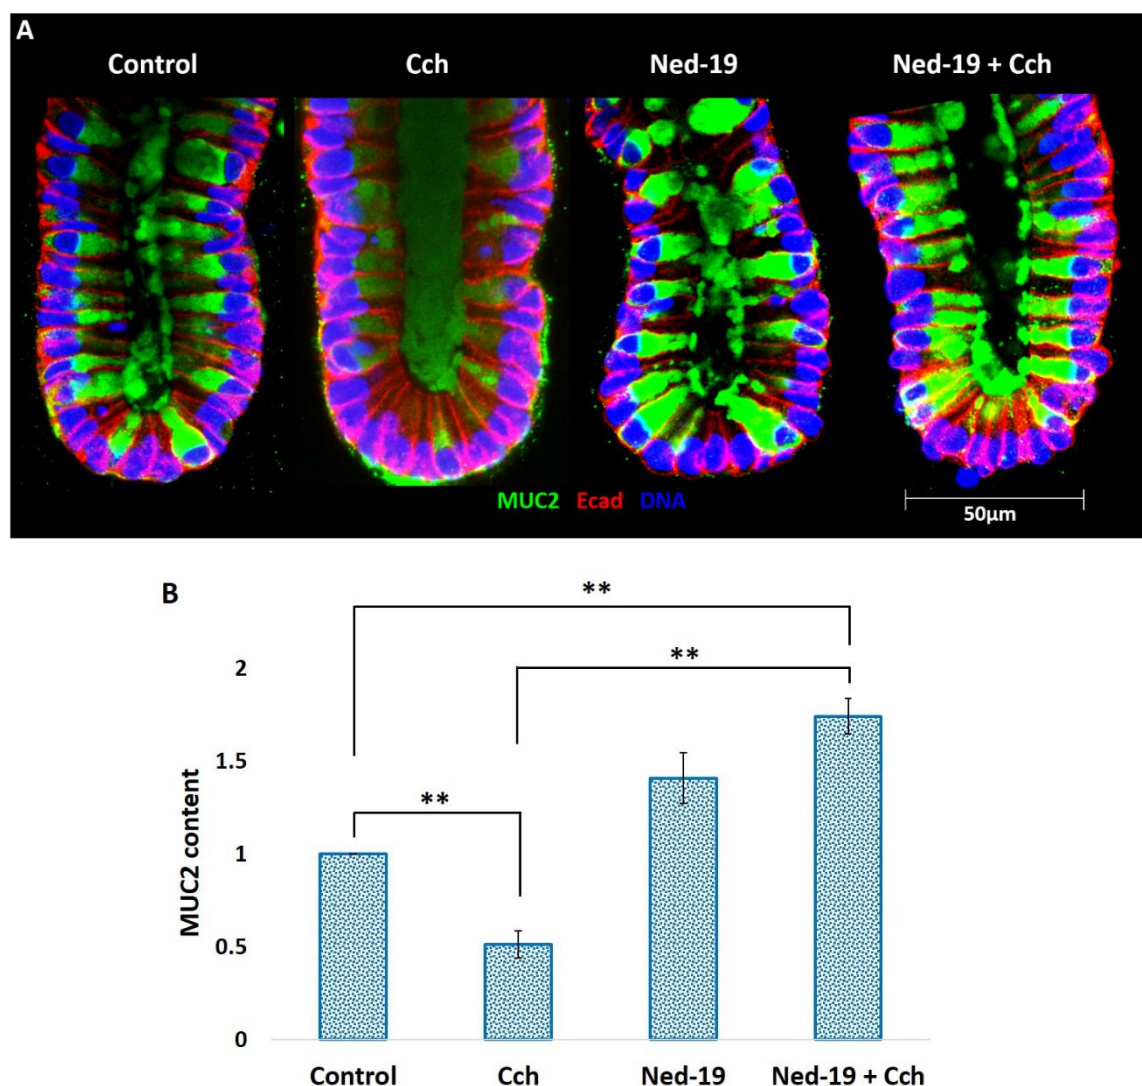 A
Control Cch Ned-19 Ned-19 + Cch
MUC2 Ecad DNA
50µm
B
**
**
**
MUC2 content
2
1.5
1
0.5
0
Control Cch Ned-19 Ned-19 + Cch